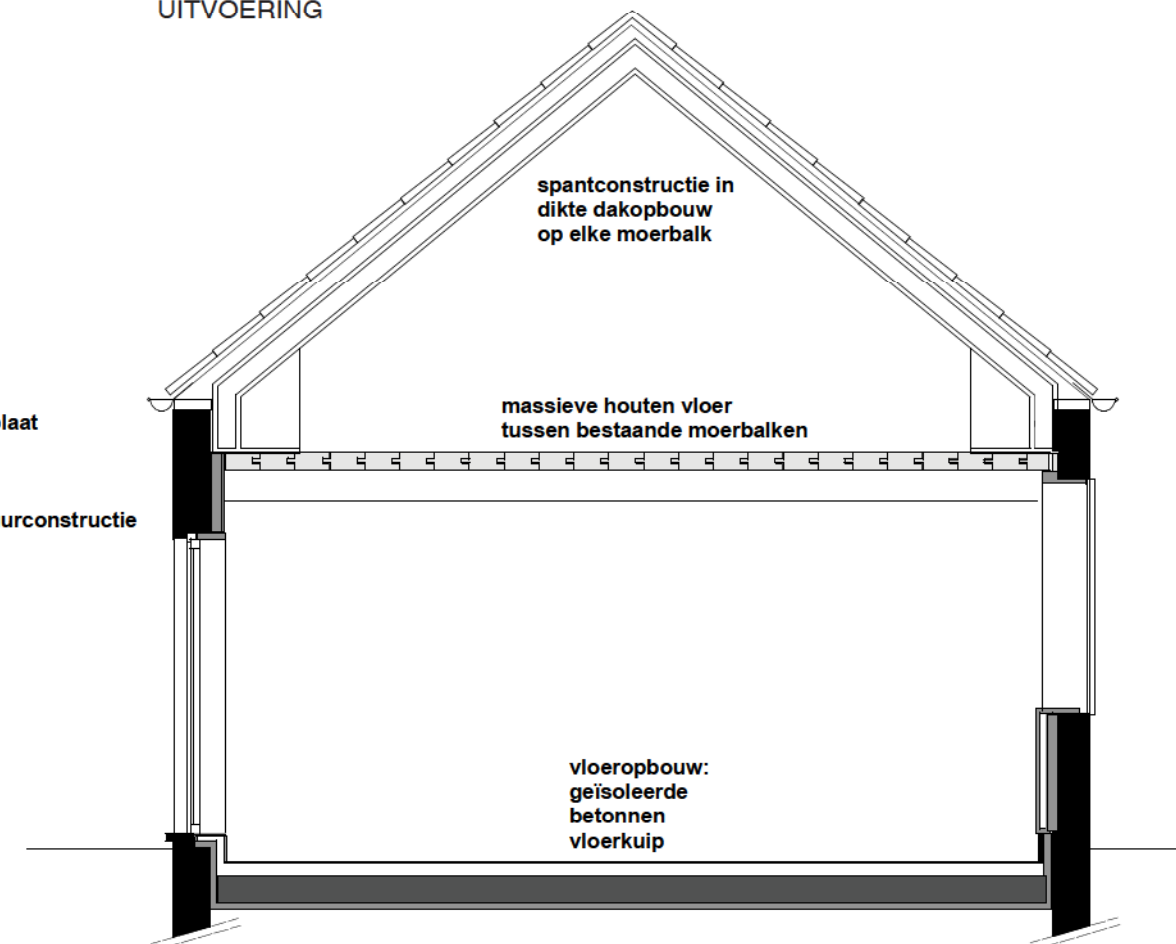 UITVOERING
spantconstructie in
dikte dakopbouw
op elke moerbalk
massieve houten vloer
tussen bestaande moerbalken
laat
urconstructie
vloeropbouw:
geïsoleerde
betonnen
vloerkuip